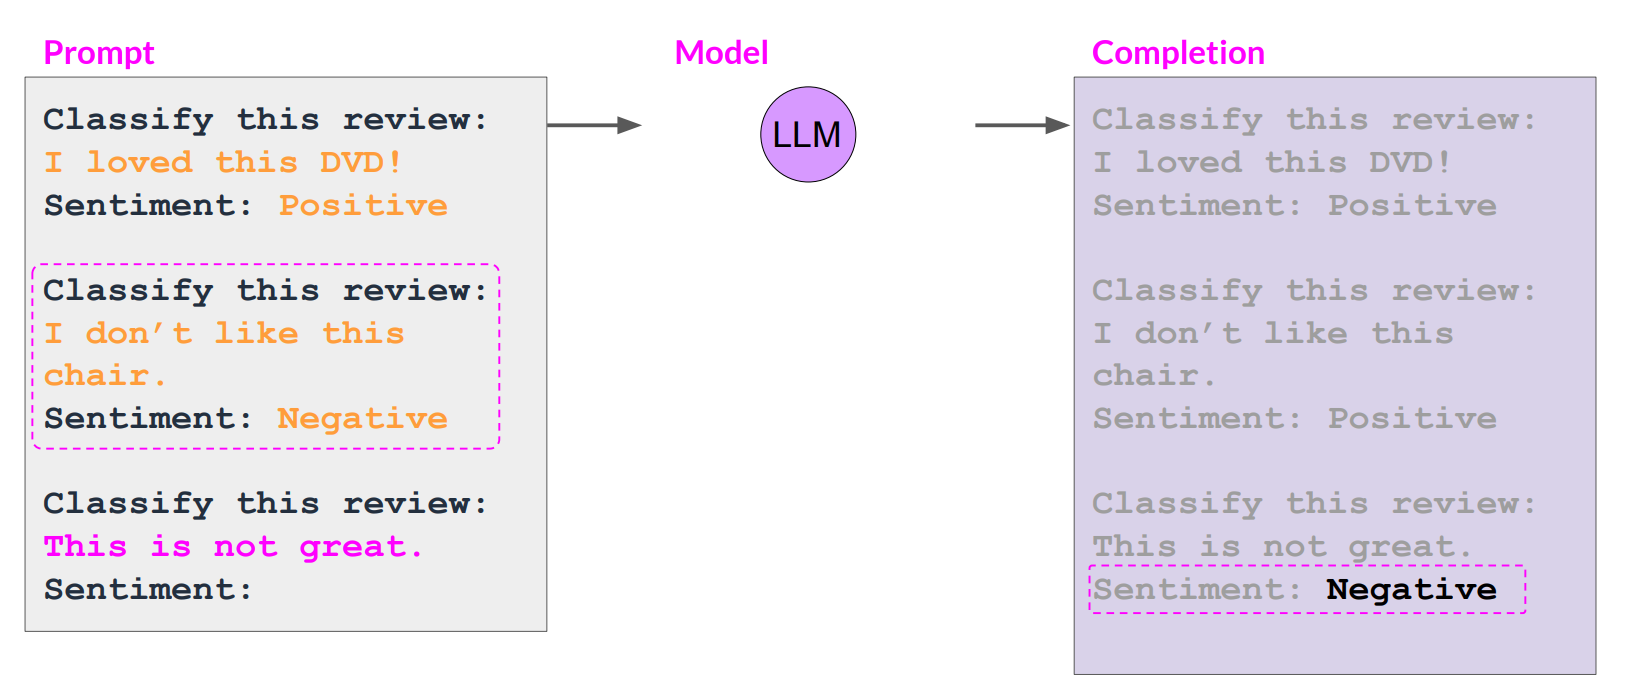 Prompt
Classify this review:
I loved this DVD!
Sentiment: Positive
Classify this review:
I don’t like this
chair.
Sentiment: Negative
Classify this review:
This is not great.
Sentiment:
Model
LLM
Completion
Classify this review:
I loved this DVD!
Sentiment: Positive
Classify this review:
I don’t like this
chair.
Sentiment: Positive
Classify this review:
This is not great.
Sentiment: Negative